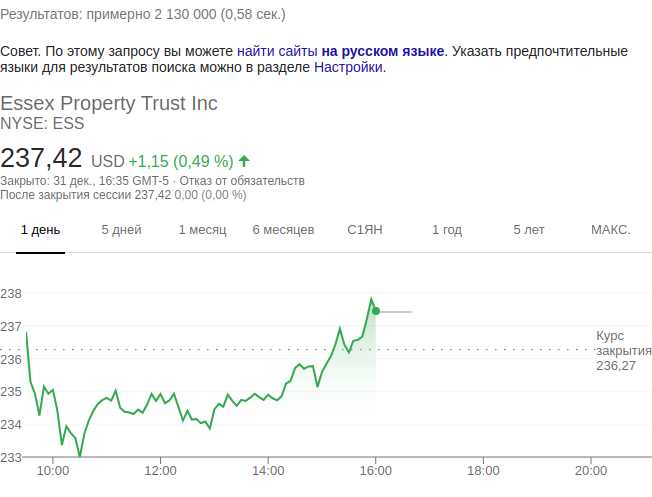 Результатов: примерно 2 130 000 (0,58 сек.)
Совет. По этому запросу вы можете найти сайты на русском языке. Указать предпочтительные
языки для результатов поиска можно в разделе Настройки.
Essex Property Trust Inc
NYSE: ESS
237,42 USD +1,15 (0,49 %)
Закрыто: 31 дек., 16:35 GMT-5 · Отказ от обязательств
После закрытия сессии 237,42 0,00 (0,00 %)
1 день 5 дней 1 месяц 6 месяцев С1ЯН 1 год 5 лет МАКС.
238
237
236
235
234
233
Курс
закрытия
236,27
10:00 12:00 14:00 16:00 18:00 20:00